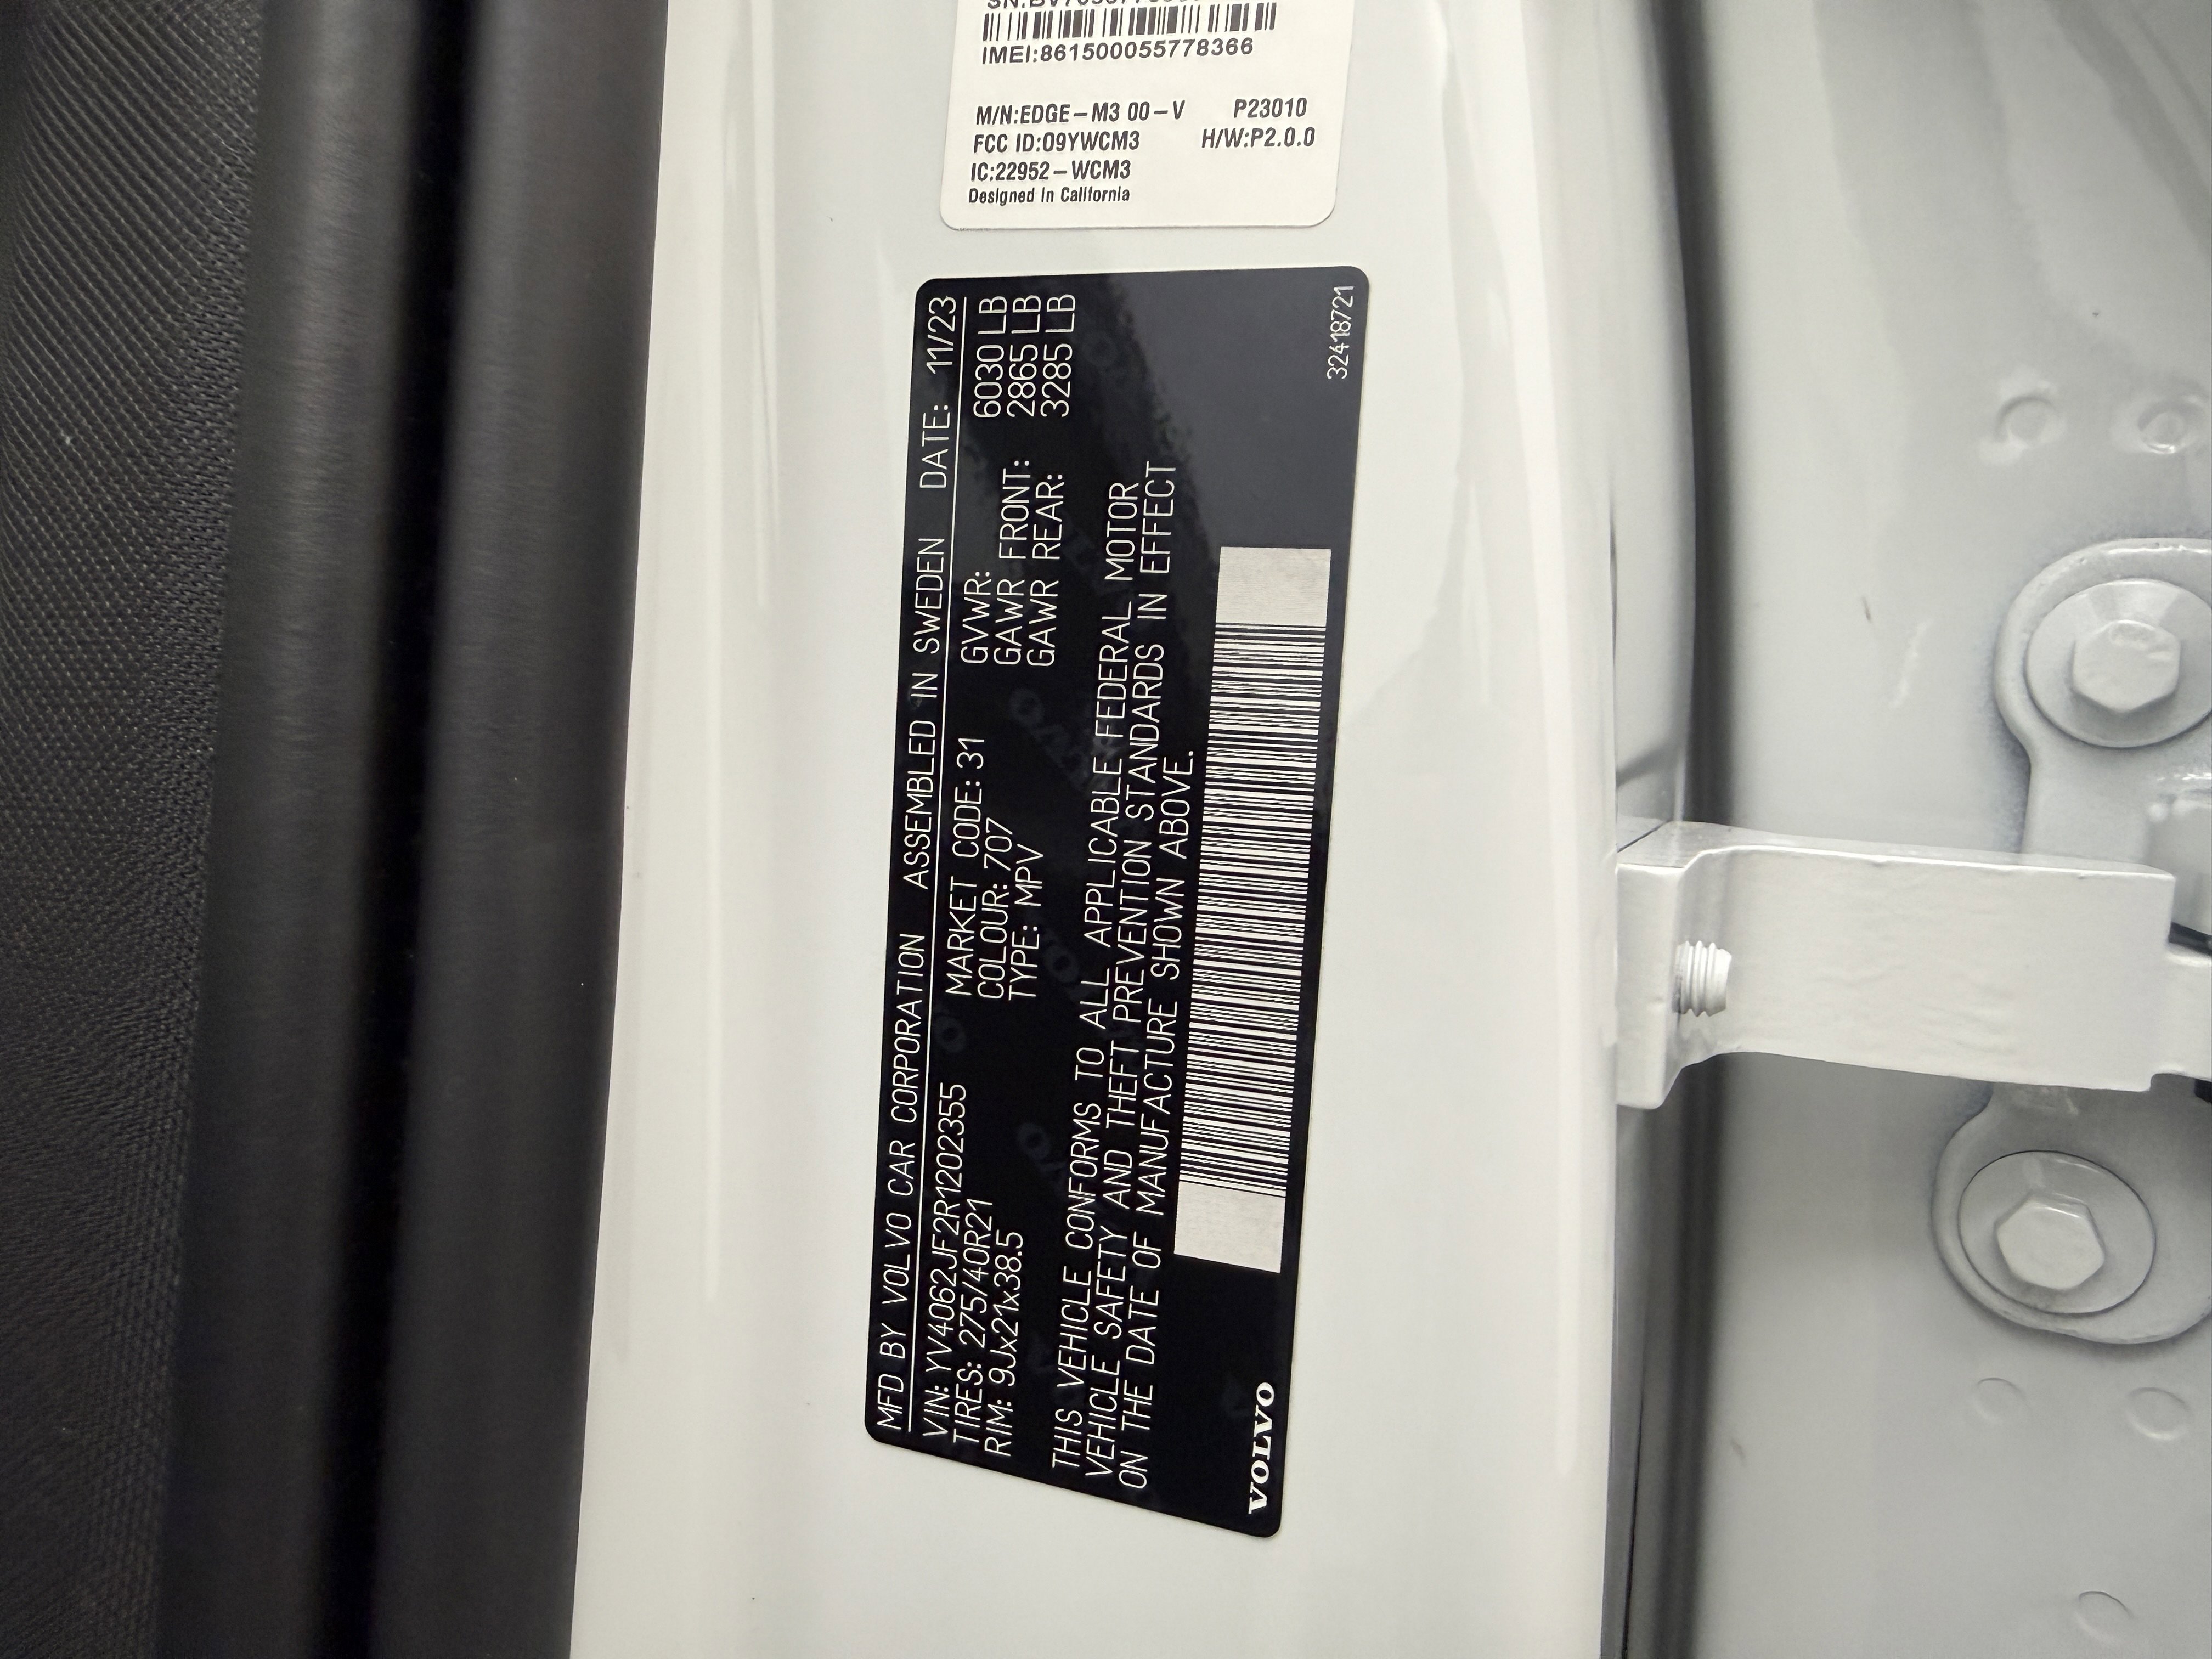 IMEI:861500055778366
M/N:EDGE-M3 00-V P23010
FCC ID:O9YWCM3 H/W:P2.0.0
IC:22952-WCM3
Designed in California
MFD BY VOLVO CAR CORPORATION ASSEMBLED IN SWEDEN DATE: 11/23
VIN: YV4062JF2R1202355 MARKET CODE: 31 GVWR: 6030 LB
TIRES: 275/40R21 COLOUR: 707 GAWR FRONT: 2865 LB
RIM: 9Jx21x38.5 TYPE: MPV GAWR REAR: 3285 LB
THIS VEHICLE CONFORMS TO ALL APPLICABLE FEDERAL MOTOR
VEHICLE SAFETY AND THEFT PREVENTION STANDARDS IN EFFECT
ON THE DATE OF MANUFACTURE SHOWN ABOVE.
VOLVO
32418721